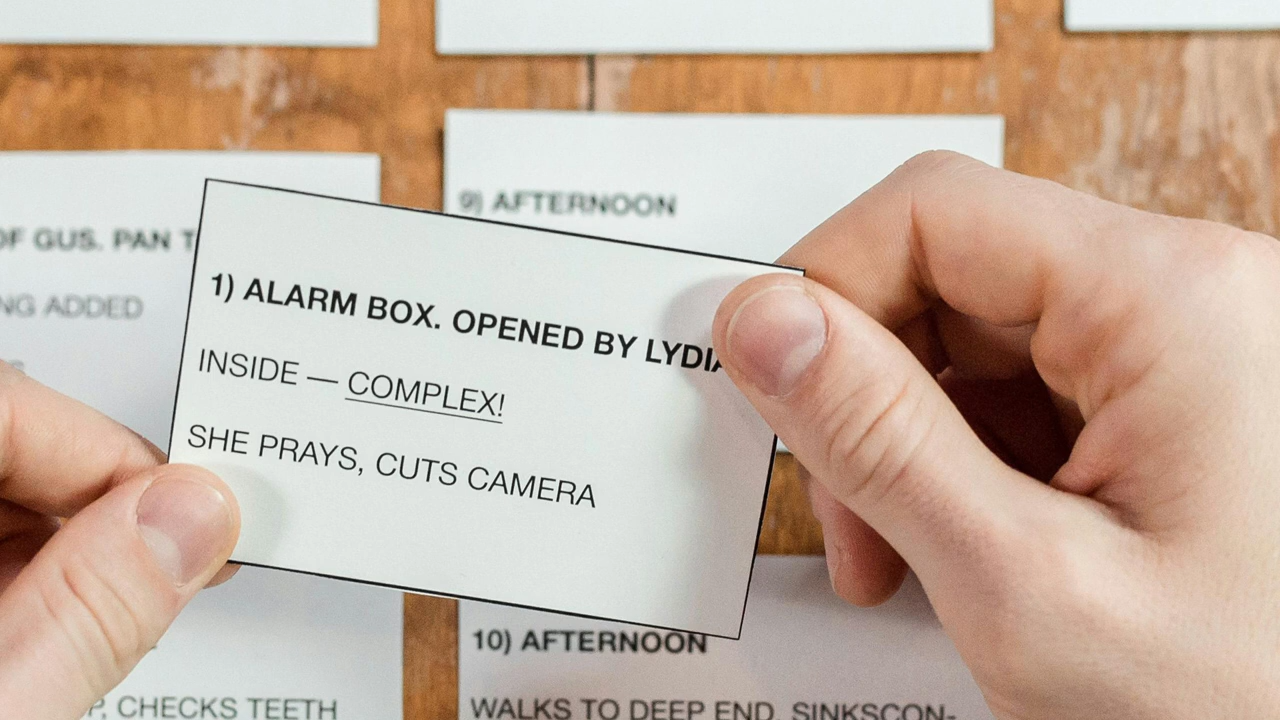 9) AFTERNOON
OF GUS. PAN T
NG ADDED
1) ALARM BOX. OPENED BY LYDIA
INSIDE — COMPLEX!
SHE PRAYS, CUTS CAMERA
10) AFTERNOON
P, CHECKS TEETH
WALKS TO DEEP END, SINKSCON-